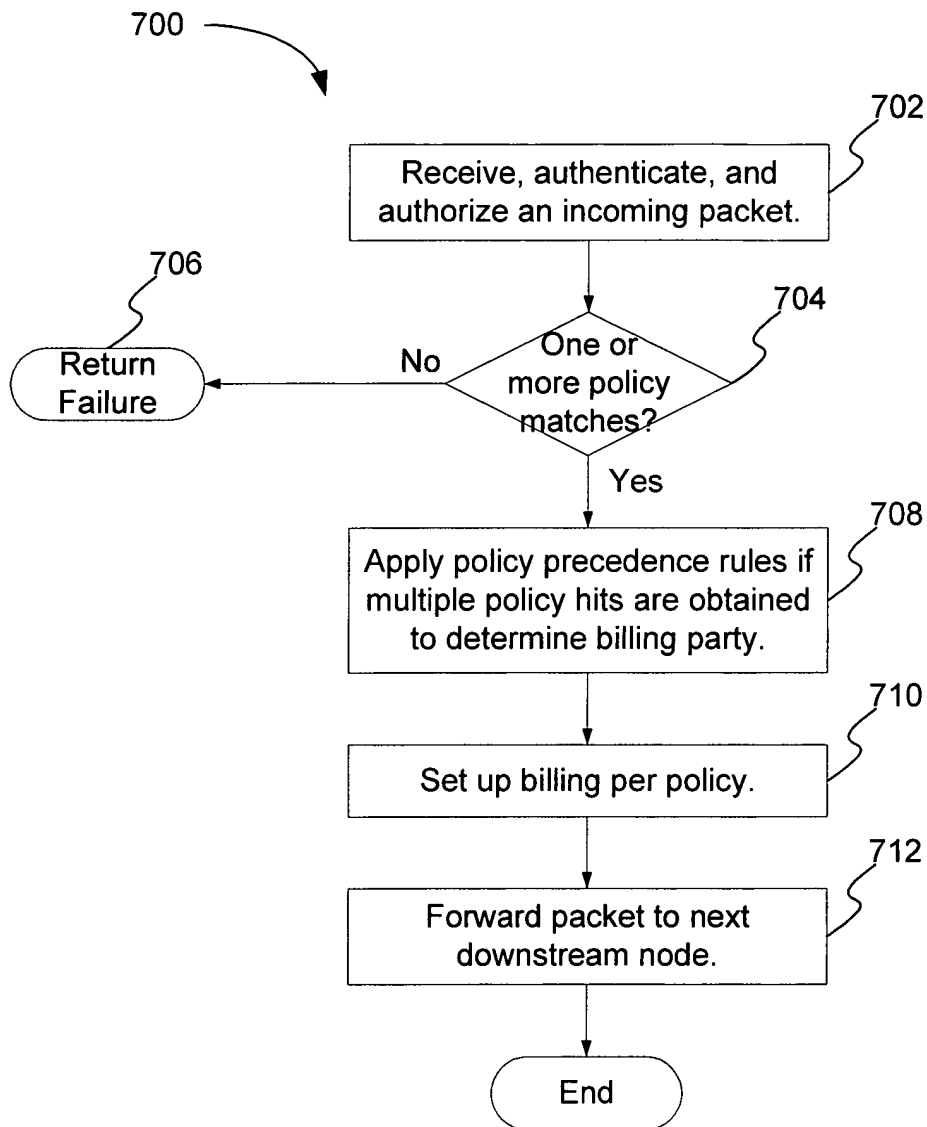 700
702
Receive, authenticate, and
authorize an incoming packet.
706
704
Return
Failure
No
One or
more policy
matches?
Yes
708
Apply policy precedence rules if
multiple policy hits are obtained
to determine billing party.
710
Set up billing per policy.
712
Forward packet to next
downstream node.
End